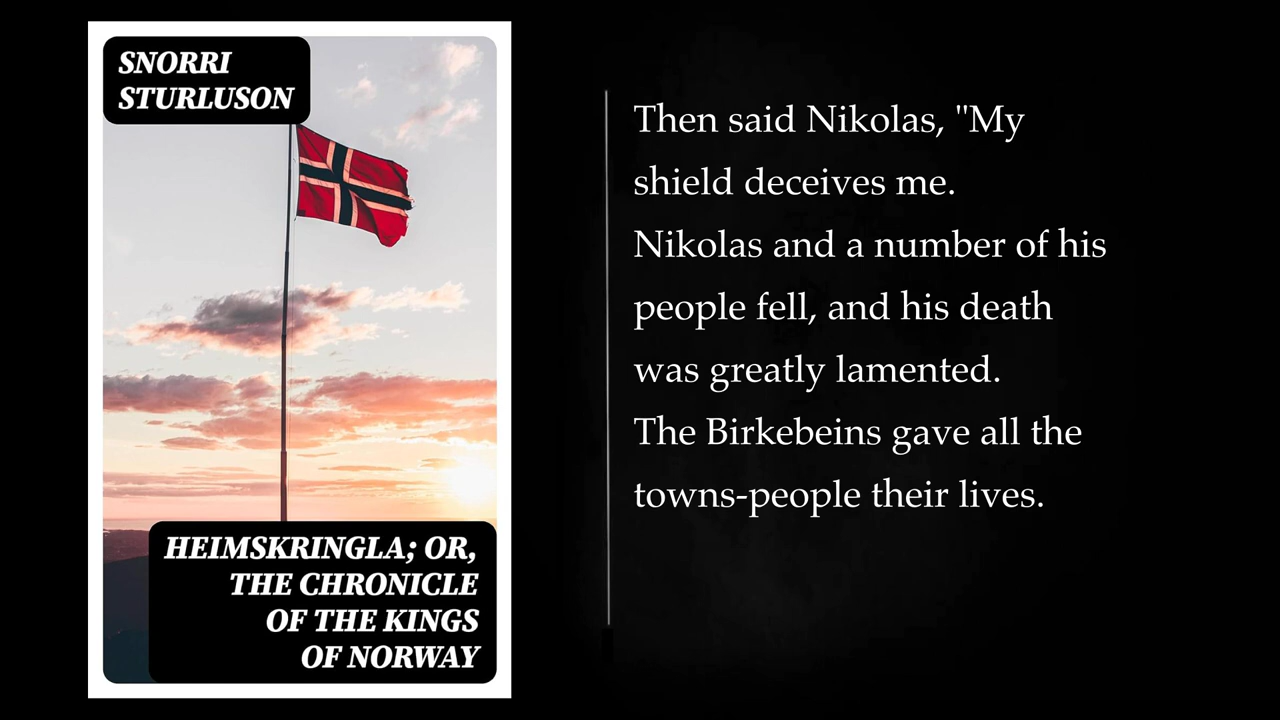 SNORRI
STURLUSON
HEIMSKRINGLA; OR,
THE CHRONICLE
OF THE KINGS
OF NORWAY
Then said Nikolas, "My
shield deceives me.
Nikolas and a number of his
people fell, and his death
was greatly lamented.
The Birkebeins gave all the
towns-people their lives.